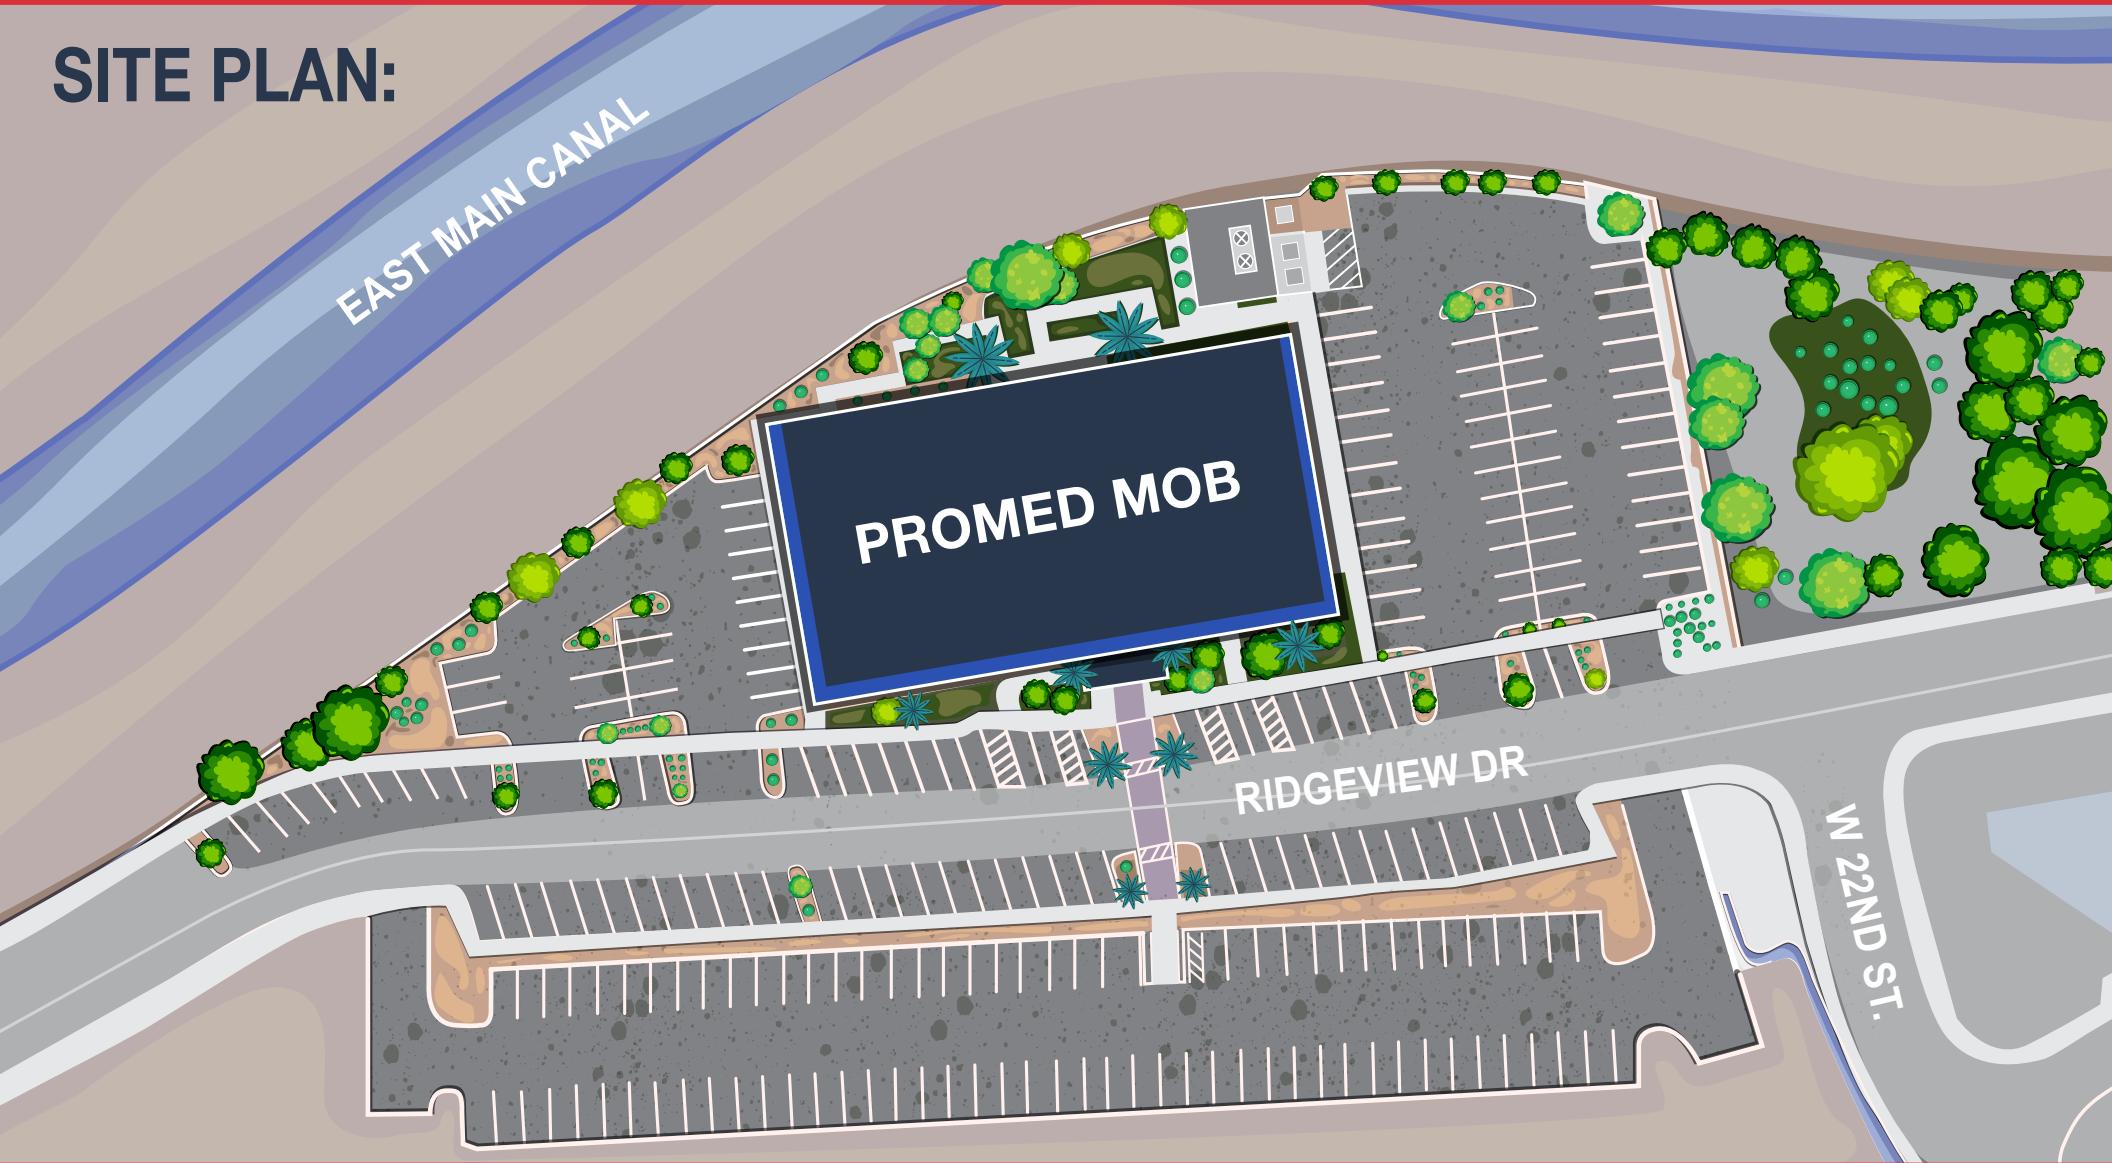 SITE PLAN:
EAST MAIN CANAL
PROMED MOB
RIDGEVIEW DR
W 22ND ST.